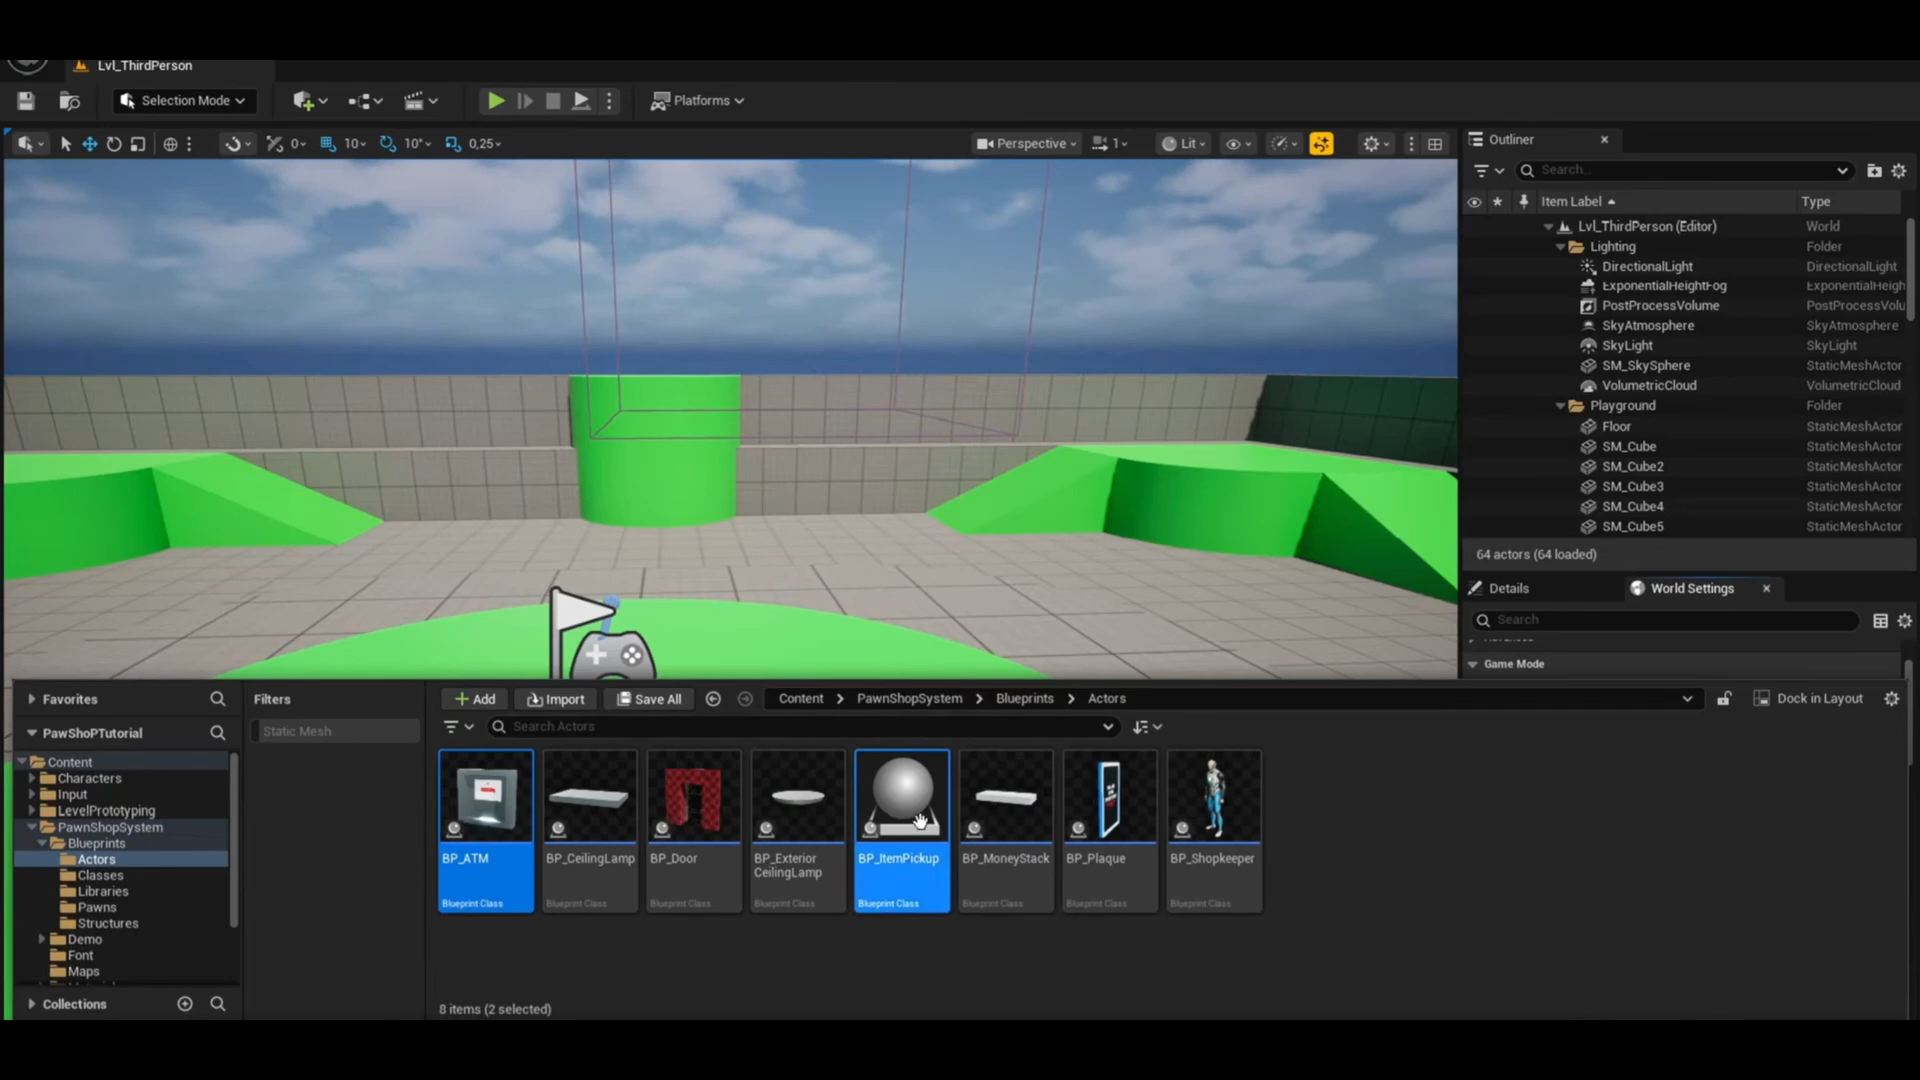 Lvl_ThirdPerson
Selection Mode
Platforms
0
10
10°
0,25
Perspective
1
Lit
Outliner
Search...
Item Label
Type
Lvl_ThirdPerson (Editor)
World
Lighting
Folder
DirectionalLight
DirectionalLight
ExponentialHeightFog
ExponentialHeigh
PostProcessVolume
PostProcessVolu
SkyAtmosphere
SkyAtmosphere
SkyLight
SkyLight
SM_SkySphere
StaticMeshActor
VolumetricCloud
VolumetricCloud
Playground
Folder
Floor
StaticMeshActor
SM_Cube
StaticMeshActor
SM_Cube2
StaticMeshActor
SM_Cube3
StaticMeshActor
SM_Cube4
StaticMeshActor
SM_Cube5
StaticMeshActor
64 actors (64 loaded)
Details
World Settings
Search
Game Mode
Favorites
Filters
Add
Import
Save All
Content
PawnShopSystem
Blueprints
Actors
Dock in Layout
PawShoPTutorial
Static Mesh
Search Actors
Content
Characters
Input
LevelPrototyping
PawnShopSystem
Blueprints
Actors
Classes
Libraries
Pawns
Structures
Demo
Font
Maps
Collections
BP_ATM
Blueprint Class
BP_CeilingLamp
Blueprint Class
BP_Door
Blueprint Class
BP_Exterior
CeilingLamp
Blueprint Class
BP_ItemPickup
Blueprint Class
BP_MoneyStack
Blueprint Class
BP_Plaque
Blueprint Class
BP_Shopkeeper
Blueprint Class
8 items (2 selected)